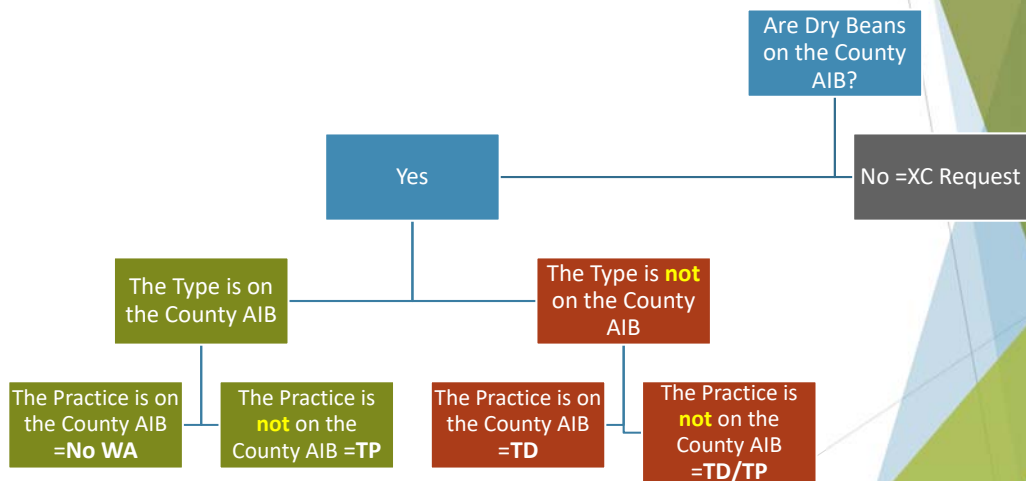 Are Dry Beans
on the County
AIB?
Yes
No =XC Request
The Type is on
the County AIB
The Type is not
on the County
AIB
The Practice is on
the County AIB
=No WA
The Practice is
not on the
County AIB =TP
The Practice is on
the County AIB
=TD
The Practice is
not on the
County AIB
=TD/TP